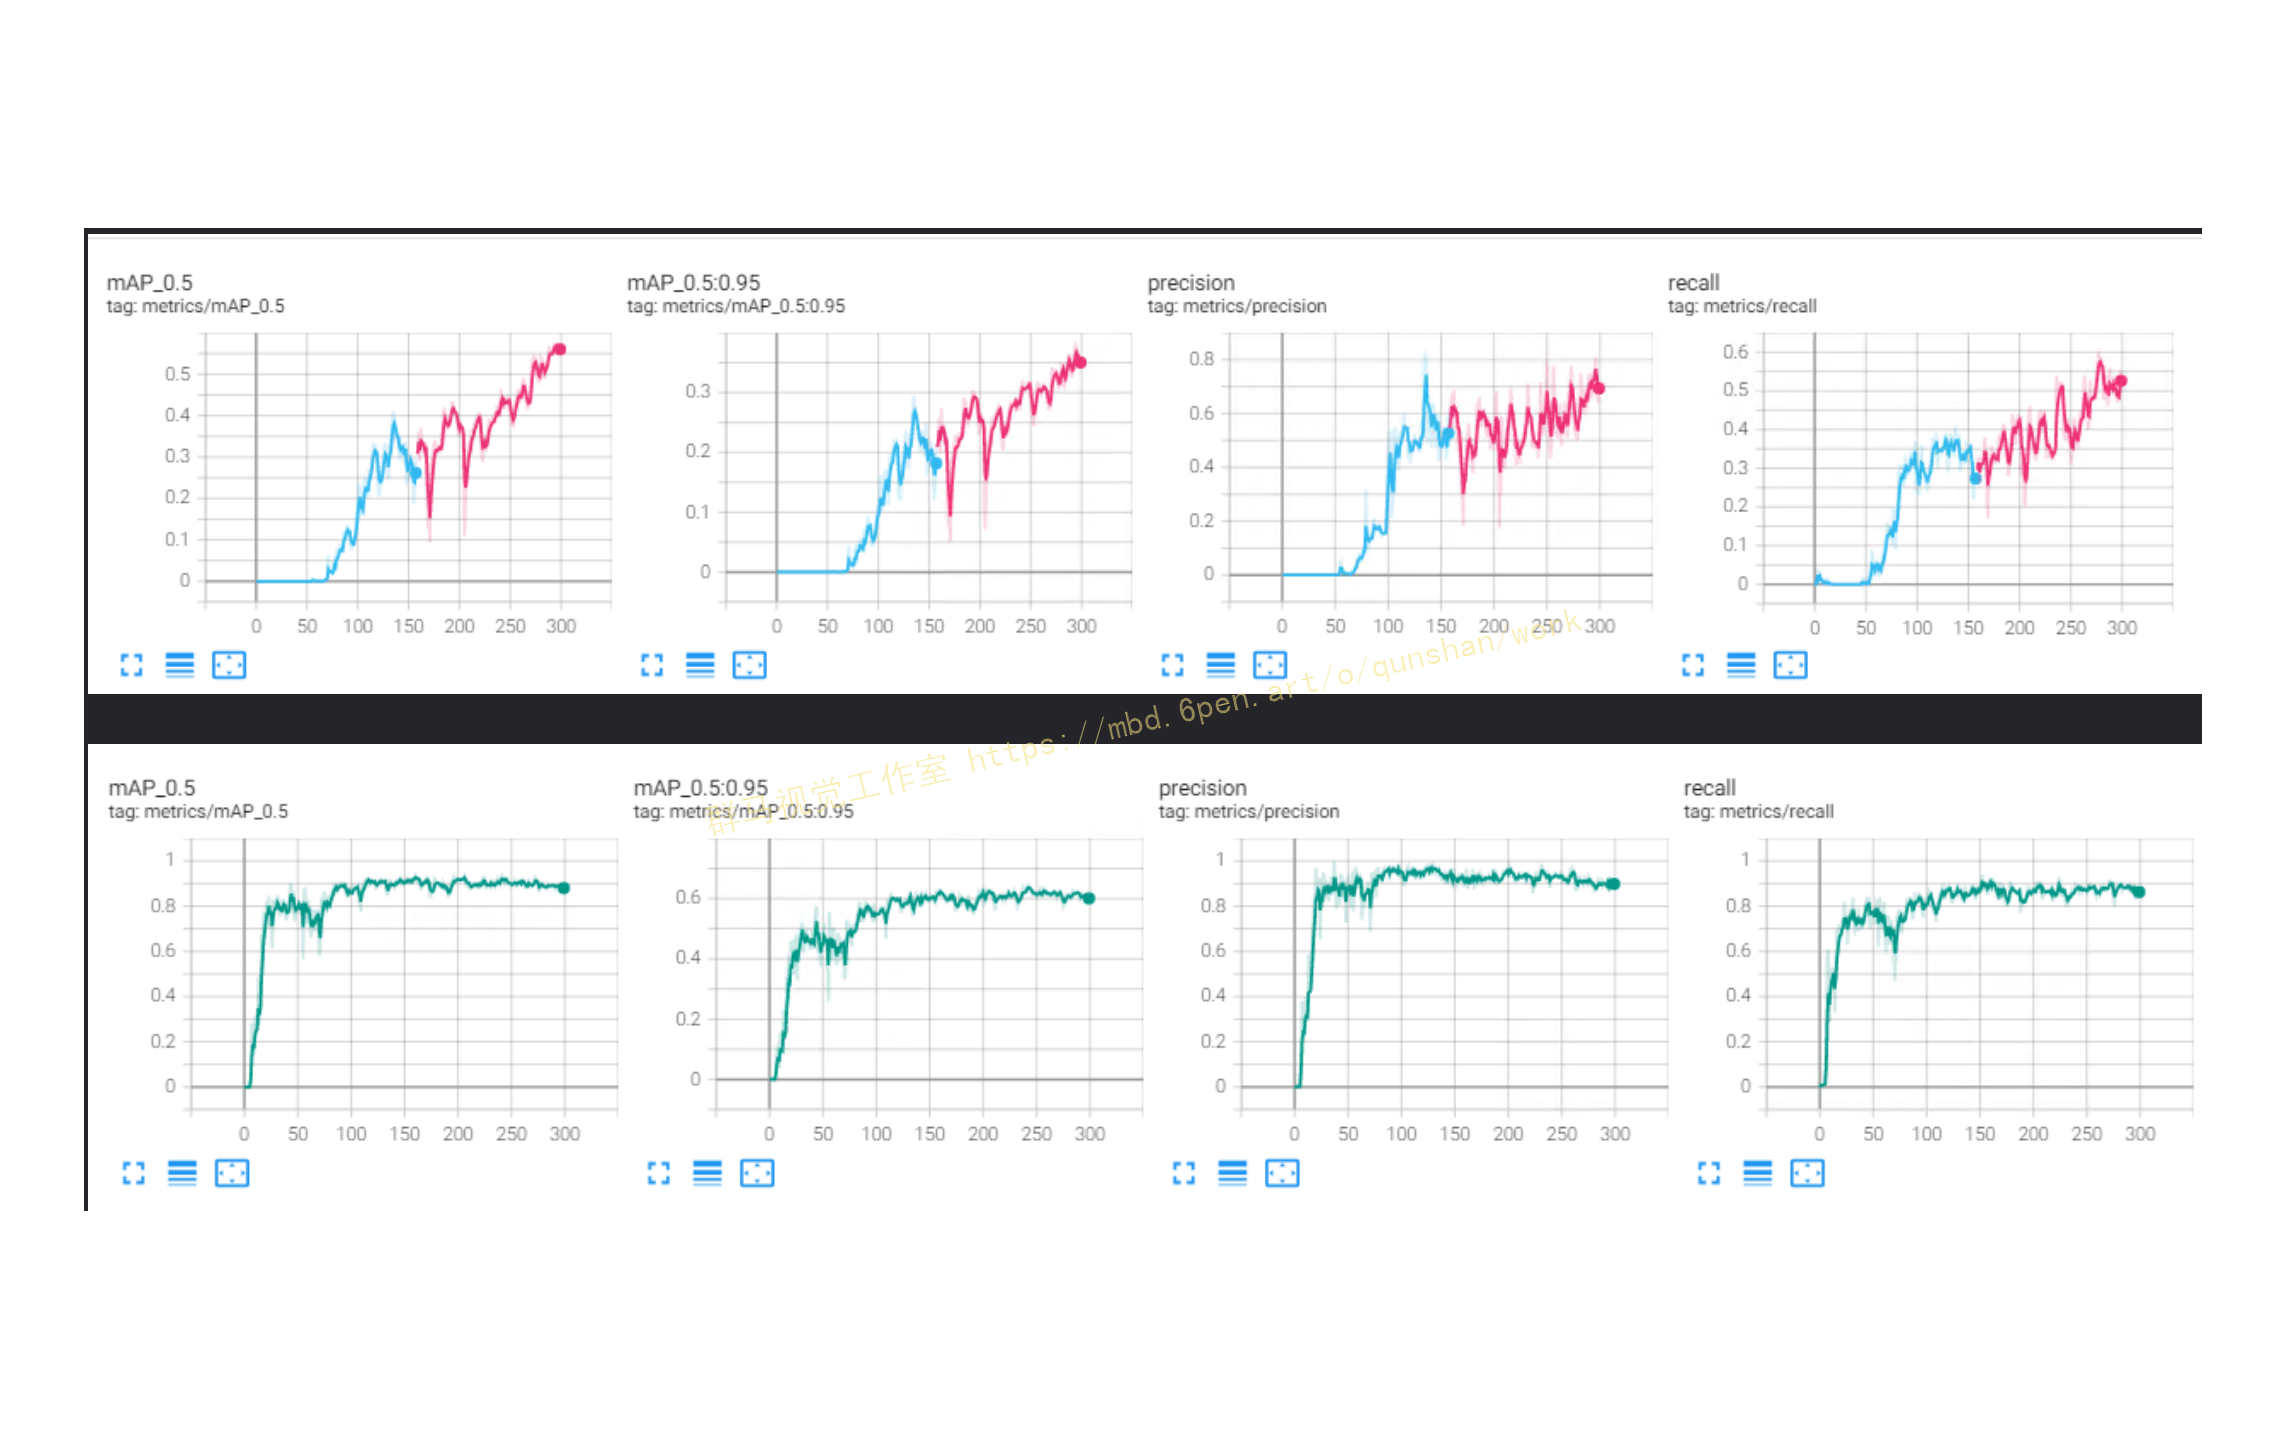 mAP_0.5
tag: metrics/mAP_0.5
0.5
0.4
0.3
0.2
0.1
0
0 50 100 150 200 250 300
mAP_0.5:0.95
tag: metrics/mAP_0.5:0.95
0.3
0.2
0.1
0
0 50 100 150 200 250 300
precision
tag: metrics/precision
0.8
0.6
0.4
0.2
0
0 50 100 150 200 250 300
recall
tag: metrics/recall
0.6
0.5
0.4
0.3
0.2
0.1
0
0 50 100 150 200 250 300
群马视觉工作室 https://mbd.6pen.art/o/qunshan/work
mAP_0.5
tag: metrics/mAP_0.5
1
0.8
0.6
0.4
0.2
0
0 50 100 150 200 250 300
mAP_0.5:0.95
tag: metrics/mAP_0.5:0.95
0.6
0.4
0.2
0
0 50 100 150 200 250 300
precision
tag: metrics/precision
1
0.8
0.6
0.4
0.2
0
0 50 100 150 200 250 300
recall
tag: metrics/recall
1
0.8
0.6
0.4
0.2
0
0 50 100 150 200 250 300